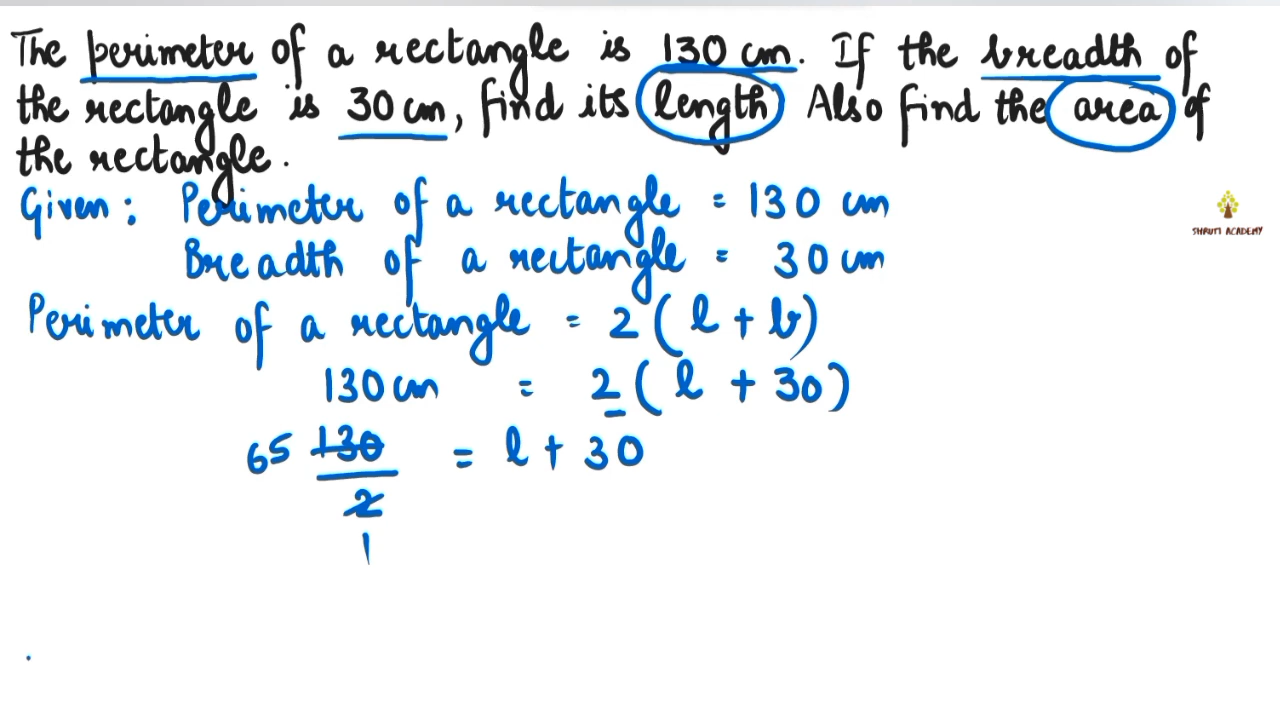 The perimeter of a rectangle is 130 cm. If the breadth of
the rectangle is 30 cm, find its length Also find the area of
the rectangle.
Given: Perimeter of a rectangle = 130 cm
SHRUTI ACADEMY
Breadth of a rectangle = 30 cm
Perimeter of a rectangle = 2 ( l + b )
130 cm = 2 ( l + 30 )
65 130 = l + 30
2
1